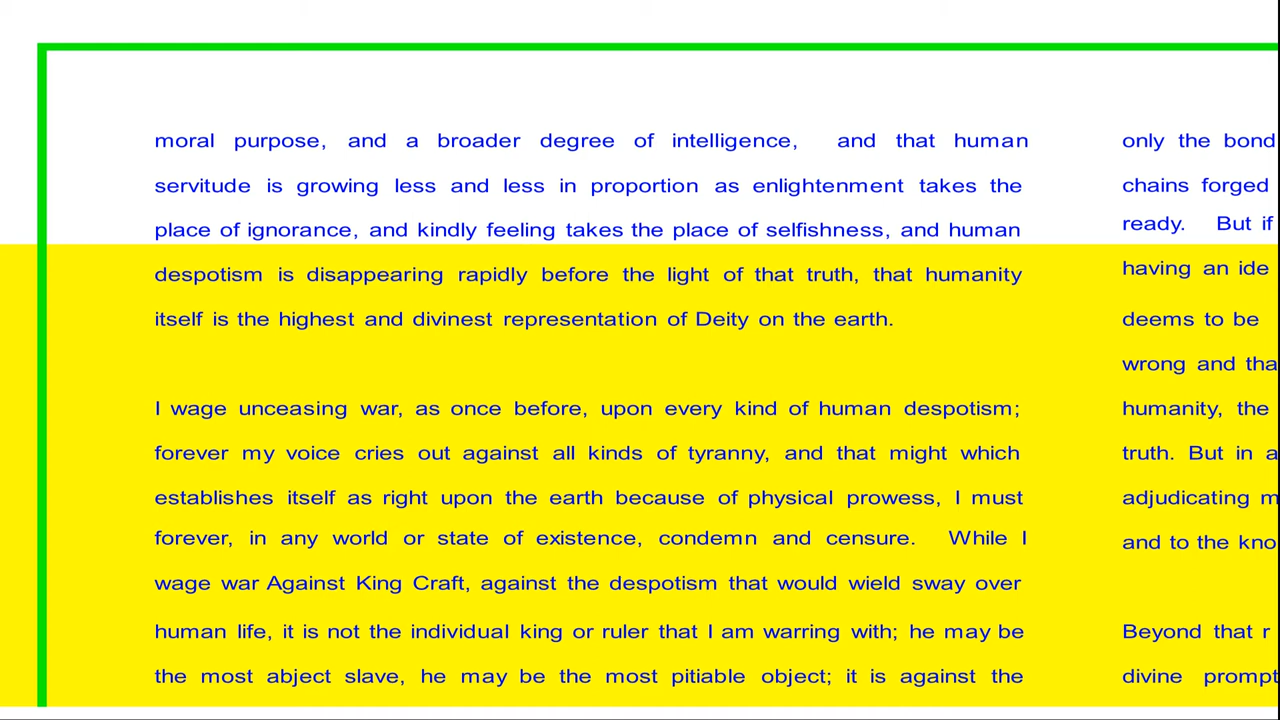 moral purpose, and a broader degree of intelligence, and that human
servitude is growing less and less in proportion as enlightenment takes the
place of ignorance, and kindly feeling takes the place of selfishness, and human
despotism is disappearing rapidly before the light of that truth, that humanity
itself is the highest and divinest representation of Deity on the earth.
I wage unceasing war, as once before, upon every kind of human despotism;
forever my voice cries out against all kinds of tyranny, and that might which
establishes itself as right upon the earth because of physical prowess, I must
forever, in any world or state of existence, condemn and censure. While I
wage war Against King Craft, against the despotism that would wield sway over
human life, it is not the individual king or ruler that I am warring with; he may be
the most abject slave, he may be the most pitiable object; it is against the
only the bond
chains forged
ready. But if
having an ide
deems to be
wrong and tha
humanity, the
truth. But in a
adjudicating m
and to the kno
Beyond that r
divine prompt